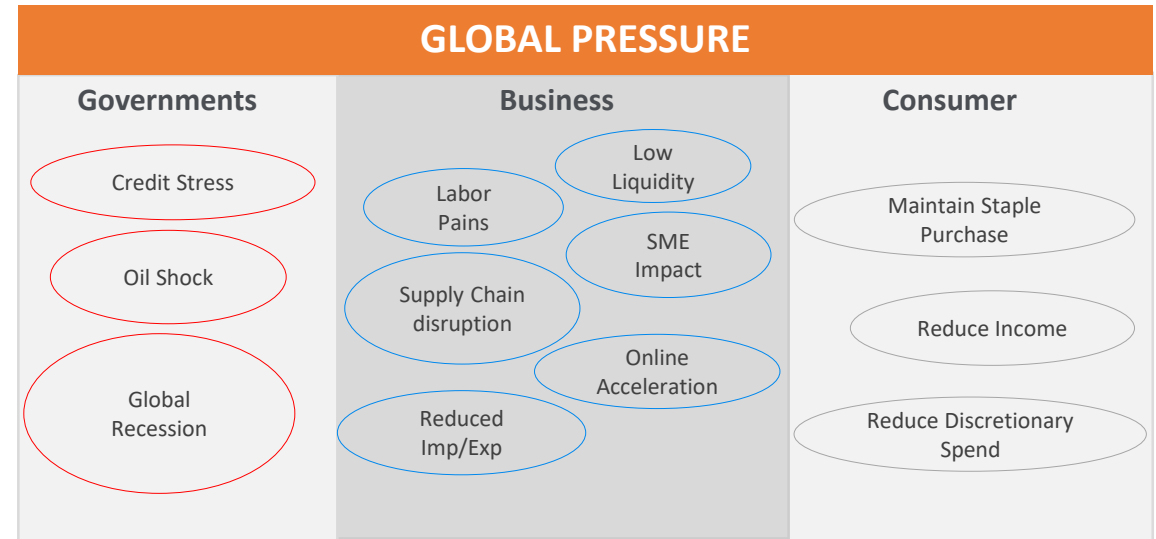 GLOBAL PRESSURE
Governments
Credit Stress
Oil Shock
Global
Recession
Business
Low
Liquidity
Labor
Pains
SME
Impact
Supply Chain
disruption
Online
Acceleration
Reduced
Imp/Exp
Consumer
Maintain Staple
Purchase
Reduce Income
Reduce Discretionary
Spend